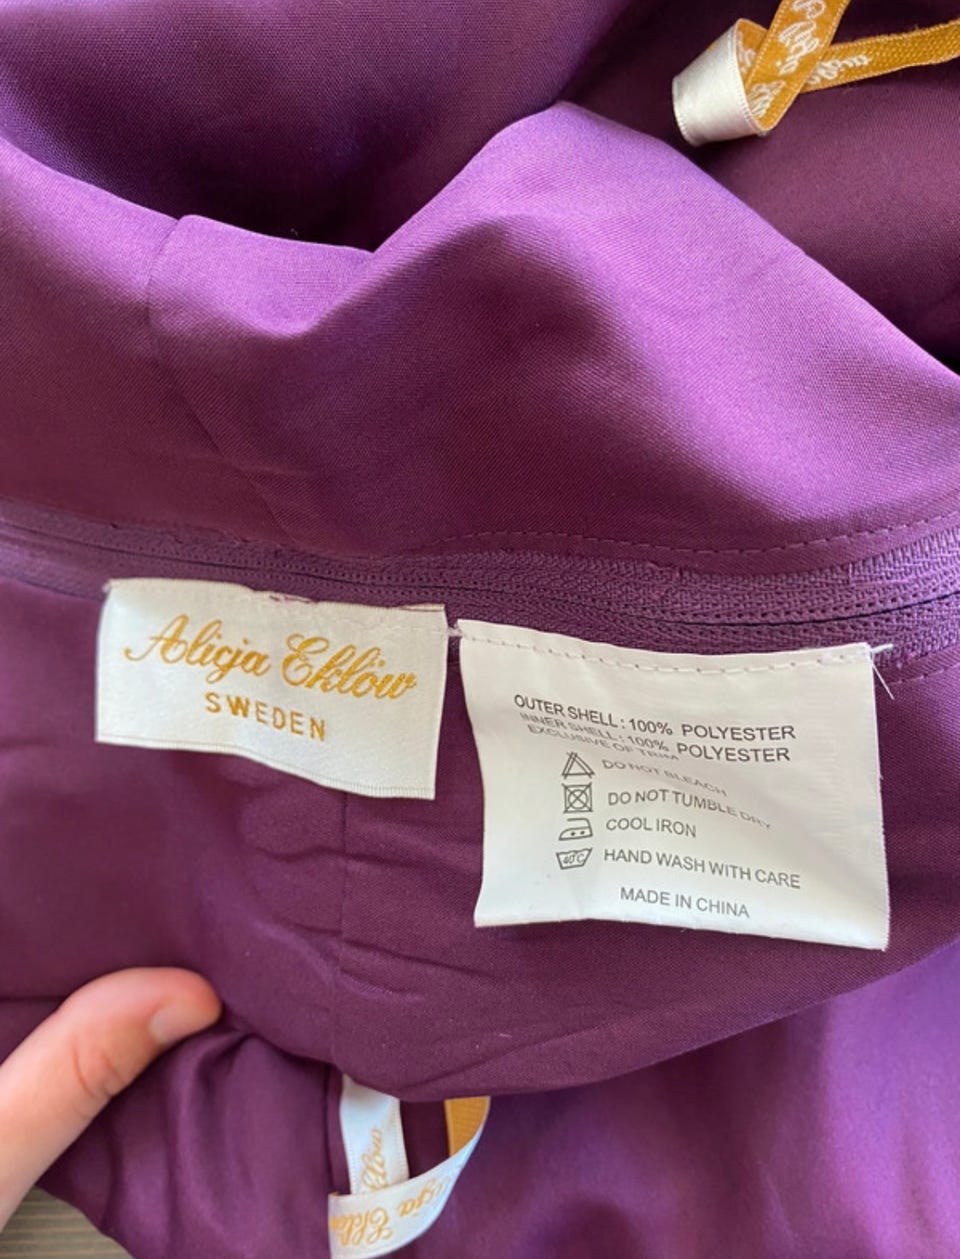 Alicja Eklöw
SWEDEN
OUTER SHELL: 100% POLYESTER
INNER SHELL: 100% POLYESTER
EXCLUSIVE OF TRIM
DO NOT BLEACH
DO NOT TUMBLE DRY
COOL IRON
40°C HAND WASH WITH CARE
MADE IN CHINA